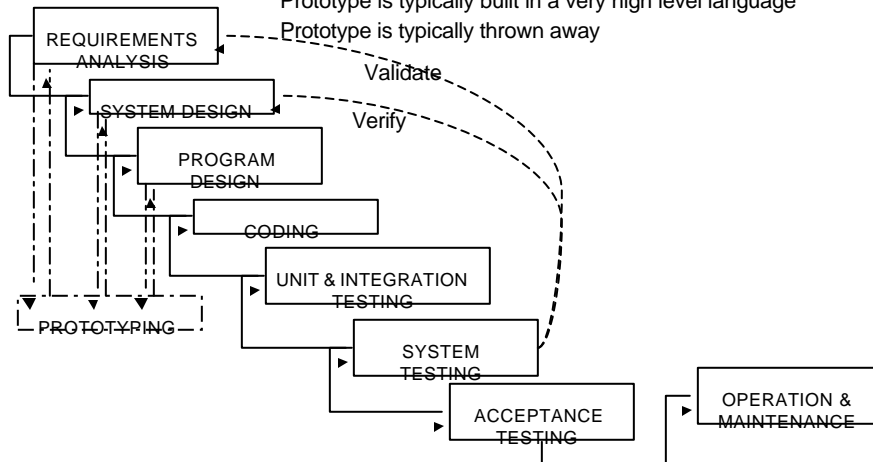 Prototype is typically built in a very high level language
Prototype is typically thrown away
REQUIREMENTS
ANALYSIS
Validate
SYSTEM DESIGN
Verify
PROGRAM
DESIGN
CODING
UNIT & INTEGRATION
TESTING
PROTOTYPING
SYSTEM
TESTING
ACCEPTANCE
TESTING
OPERATION &
MAINTENANCE